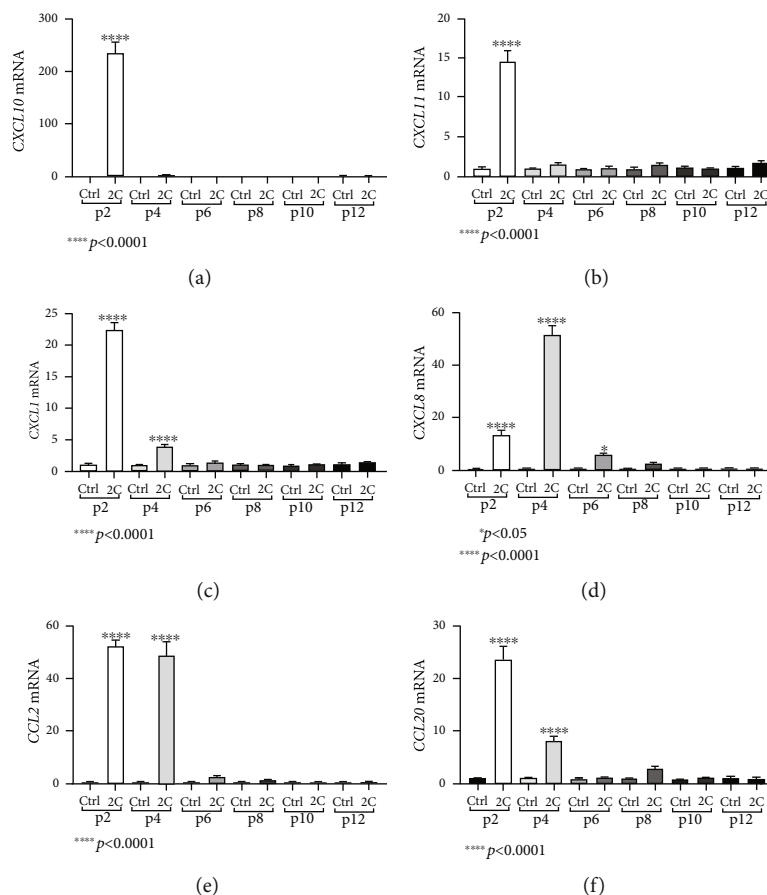 300
200
100
0
CXCL10 mRNA
****
Ctrl 2C Ctrl 2C Ctrl 2C Ctrl 2C Ctrl 2C Ctrl 2C
p2 p4 p6 p8 p10 p12
**** p<0.0001
(a)
20
15
10
5
0
CXCL11 mRNA
****
Ctrl 2C Ctrl 2C Ctrl 2C Ctrl 2C Ctrl 2C Ctrl 2C
p2 p4 p6 p8 p10 p12
**** p<0.0001
(b)
25
20
15
10
5
0
CXCL1 mRNA
**** ****
Ctrl 2C Ctrl 2C Ctrl 2C Ctrl 2C Ctrl 2C Ctrl 2C
p2 p4 p6 p8 p10 p12
**** p<0.0001
(c)
60
40
20
0
CXCL8 mRNA
**** **** *
Ctrl 2C Ctrl 2C Ctrl 2C Ctrl 2C Ctrl 2C Ctrl 2C
p2 p4 p6 p8 p10 p12
*p<0.05
**** p<0.0001
(d)
60
40
20
0
CCL2 mRNA
**** ****
Ctrl 2C Ctrl 2C Ctrl 2C Ctrl 2C Ctrl 2C Ctrl 2C
p2 p4 p6 p8 p10 p12
**** p<0.0001
(e)
30
20
10
0
CCL20 mRNA
**** ****
Ctrl 2C Ctrl 2C Ctrl 2C Ctrl 2C Ctrl 2C Ctrl 2C
p2 p4 p6 p8 p10 p12
**** p<0.0001
(f)